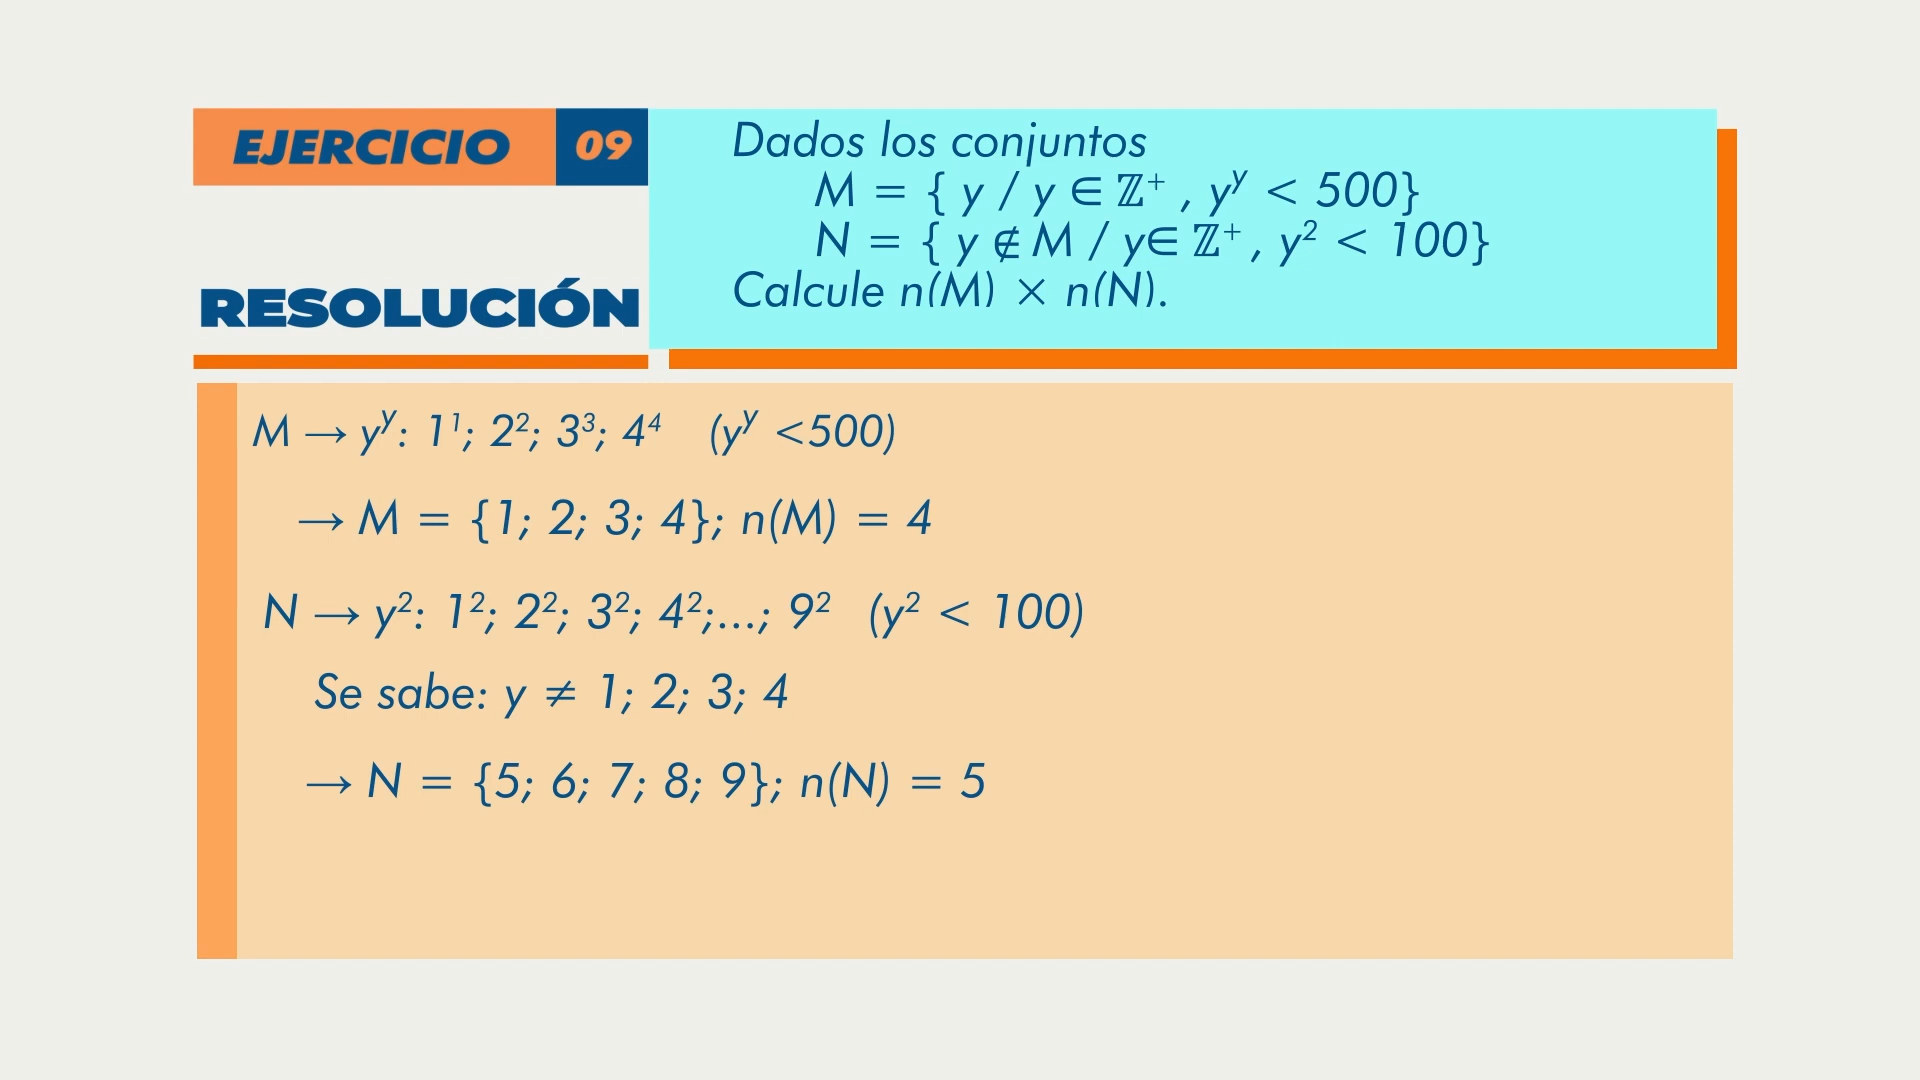 EJERCICIO 09
Dados los conjuntos
M = { y / y ∈ ℤ⁺ , yʸ < 500}
N = { y ∉ M / y∈ ℤ⁺ , y² < 100}
Calcule n(M) × n(N).
RESOLUCIÓN
M → yʸ: 1¹; 2²; 3³; 4⁴ (yʸ <500)
→ M = {1; 2; 3; 4}; n(M) = 4
N → y²: 1²; 2²; 3²; 4²;...; 9² (y² < 100)
Se sabe: y ≠ 1; 2; 3; 4
→ N = {5; 6; 7; 8; 9}; n(N) = 5